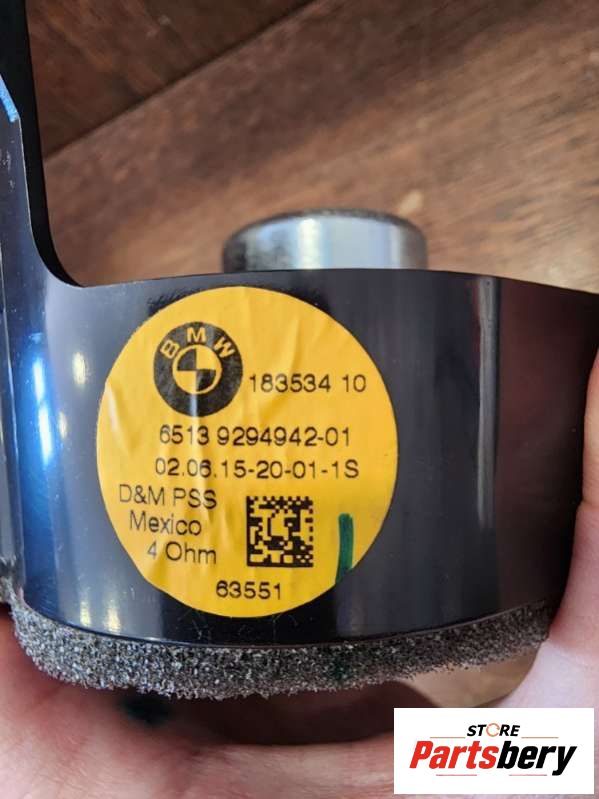 BMW
183534 10
6513 9294942-01
02.06.15-20-01-1S
D&M PSS
Mexico
4 Ohm
63551
STORE
Partsbery